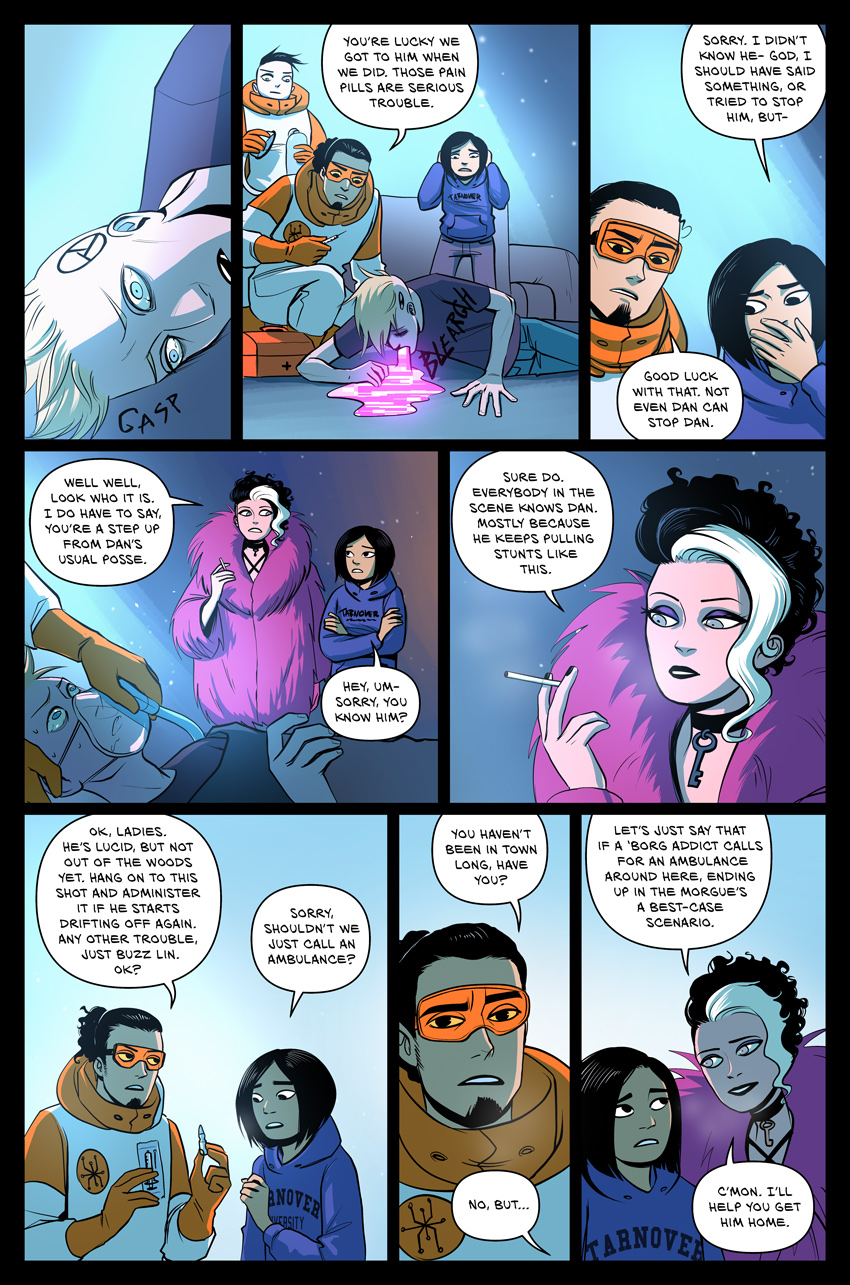 GASP
YOU'RE LUCKY WE
GOT TO HIM WHEN
WE DID. THOSE PAIN
PILLS ARE SERIOUS
TROUBLE.
TARNOVER
BLEARGH
SORRY. I DIDN'T
KNOW HE- GOD, I
SHOULD HAVE SAID
SOMETHING, OR
TRIED TO STOP
HIM, BUT-
GOOD LUCK
WITH THAT. NOT
EVEN DAN CAN
STOP DAN.
WELL WELL,
LOOK WHO IT IS.
I DO HAVE TO SAY,
YOU'RE A STEP UP
FROM DAN'S
USUAL POSSE.
TARNOVER
HEY, UM-
SORRY, YOU
KNOW HIM?
SURE DO.
EVERYBODY IN THE
SCENE KNOWS DAN.
MOSTLY BECAUSE
HE KEEPS PULLING
STUNTS LIKE
THIS.
OK, LADIES.
HE'S LUCID, BUT NOT
OUT OF THE WOODS
YET. HANG ON TO THIS
SHOT AND ADMINISTER
IT IF HE STARTS
DRIFTING OFF AGAIN.
ANY OTHER TROUBLE,
JUST BUZZ LIN.
OK?
SORRY,
SHOULDN'T WE
JUST CALL AN
AMBULANCE?
ARNOVER
VERSITY
YOU HAVEN'T
BEEN IN TOWN
LONG, HAVE
YOU?
NO, BUT...
LET'S JUST SAY THAT
IF A 'BORG ADDICT CALLS
FOR AN AMBULANCE
AROUND HERE, ENDING
UP IN THE MORGUE'S
A BEST-CASE
SCENARIO.
C'MON. I'LL
HELP YOU GET
HIM HOME.
TARNOVER